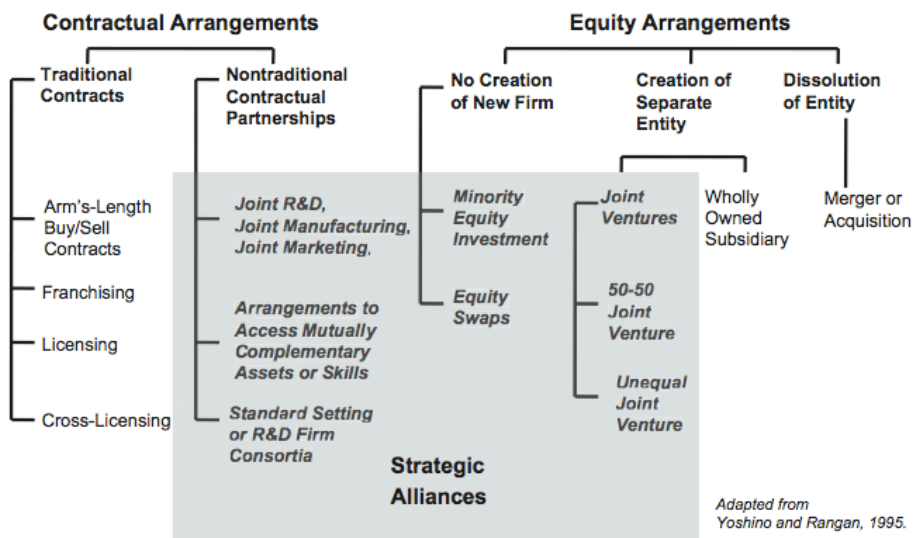 Contractual Arrangements
Equity Arrangements
Traditional
Contracts
Nontraditional
Contractual
Partnerships
No Creation
of New Firm
Creation of
Separate
Entity
Dissolution
of Entity
Arm's-Length
Buy/Sell
Contracts
Franchising
Licensing
Cross-Licensing
Joint R&D,
Joint Manufacturing,
Joint Marketing,
Arrangements to
Access Mutually
Complementary
Assets or Skills
Standard Setting
or R&D Firm
Consortia
Minority
Equity
Investment
Equity
Swaps
Joint
Ventures
50-50
Joint
Venture
Unequal
Joint
Venture
Wholly
Owned
Subsidiary
Merger or
Acquisition
Strategic
Alliances
Adapted from
Yoshino and Rangan, 1995.